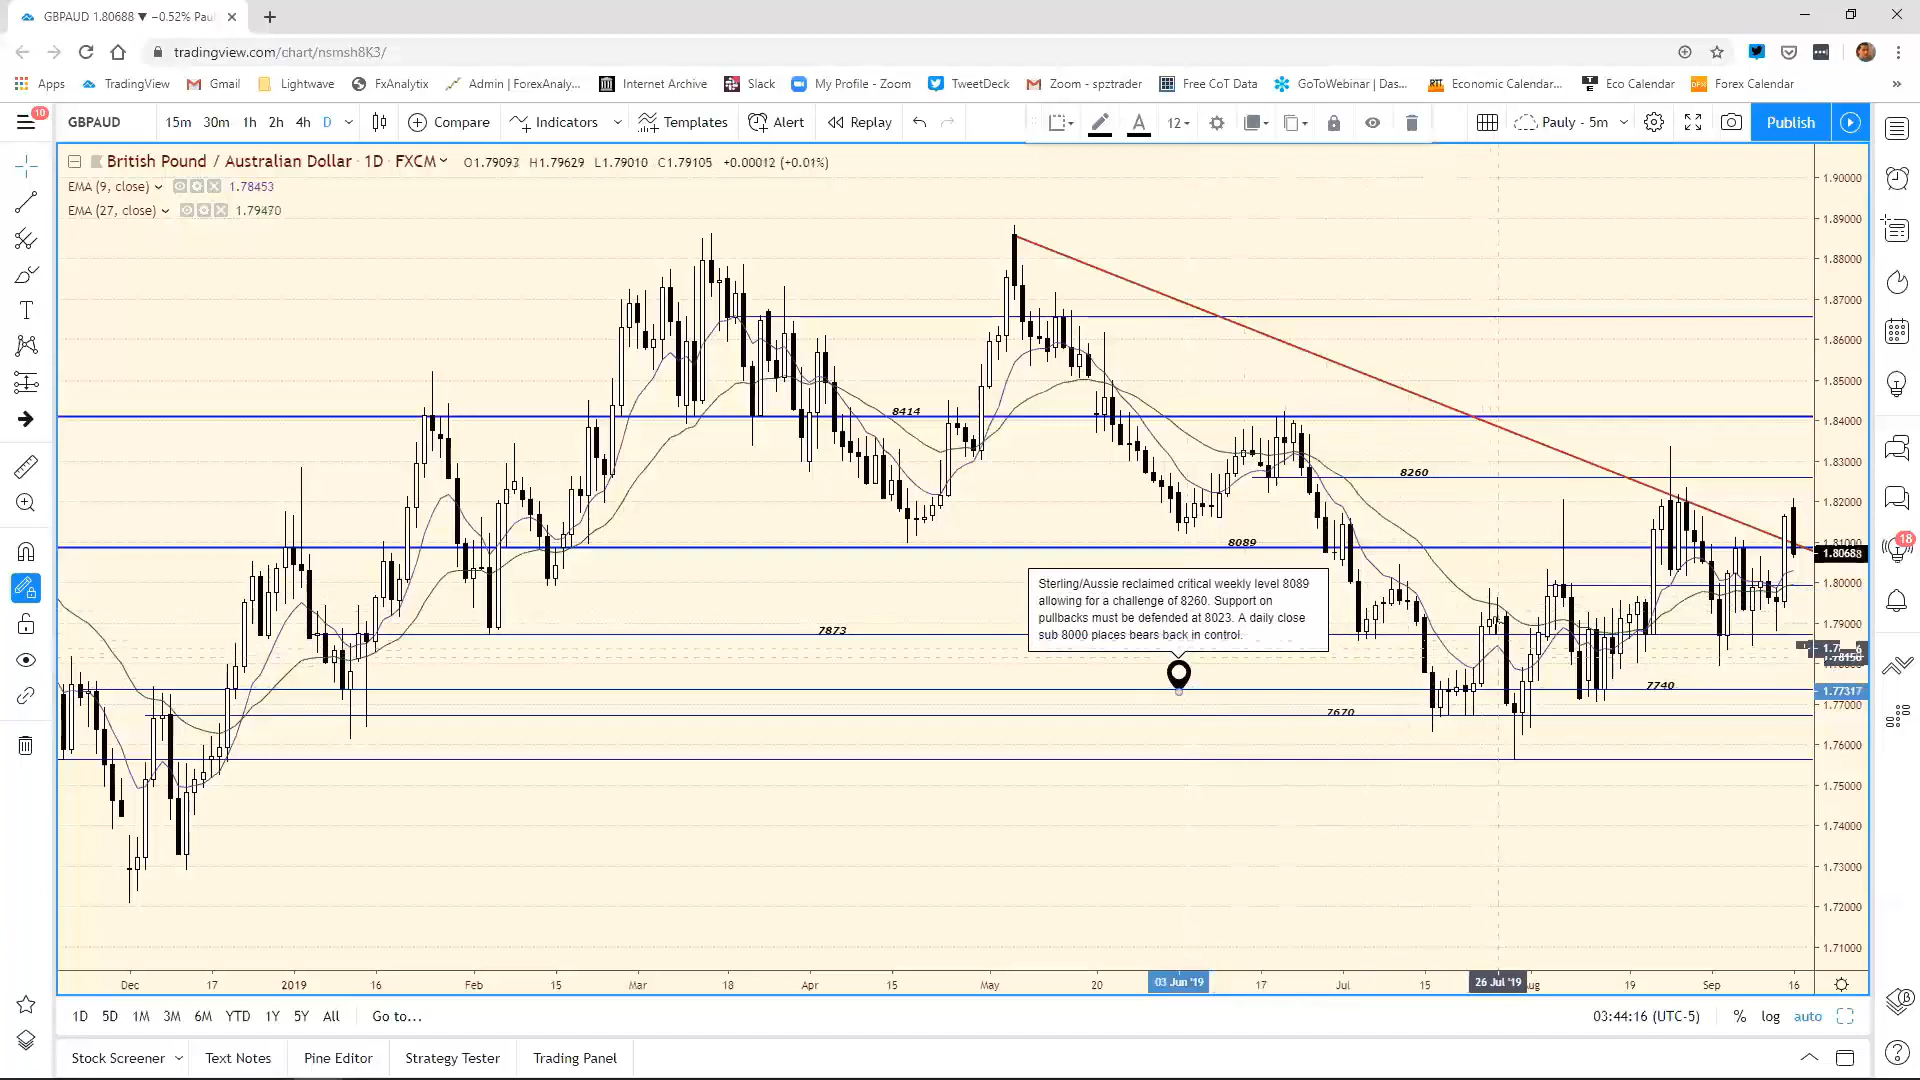 GBPAUD 1.80688 ▼ −0.52% Paul
tradingview.com/chart/nsmsh8K3/
Apps TradingView Gmail Lightwave FxAnalytix Admin | ForexAnaly... Internet Archive Slack My Profile - Zoom TweetDeck Zoom - spztrader Free CoT Data GoToWebinar | Das... Economic Calendar... Eco Calendar Forex Calendar »
10 GBPAUD 15m 30m 1h 2h 4h D Compare Indicators Templates Alert Replay 12 Pauly - 5m Publish
British Pound / Australian Dollar · 1D · FXCM O1.79093 H1.79629 L1.79010 C1.79105 +0.00012 (+0.01%)
EMA (9, close) 1.78453
EMA (27, close) 1.79470
1.90000
1.89000
1.88000
1.87000
1.86000
1.85000
8414
1.84000
1.83000
8260
1.82000
8089
1.81000
18
1.80688
Sterling/Aussie reclaimed critical weekly level 8089
allowing for a challenge of 8260. Support on
pullbacks must be defended at 8023. A daily close
sub 8000 places bears back in control.
1.80000
1.79000
7873
7740
1.77317
7670
1.77000
1.76000
1.75000
1.74000
1.73000
1.72000
1.71000
Dec 17 2019 16 Feb 15 Mar 18 Apr 15 May 20 03 Jun '19 17 Jul 15 26 Jul '19 19 Sep 16
1D 5D 1M 3M 6M YTD 1Y 5Y All Go to... 03:44:16 (UTC-5) % log auto
Stock Screener Text Notes Pine Editor Strategy Tester Trading Panel